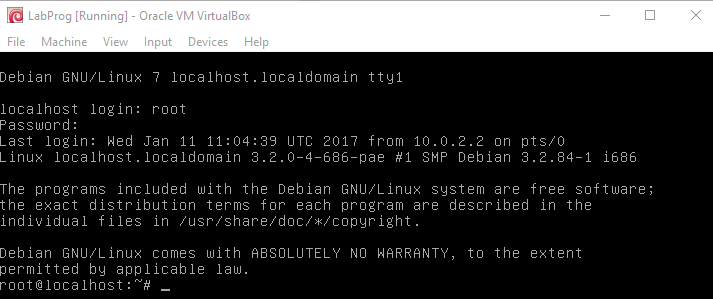 LabProg [Running] - Oracle VM VirtualBox
File Machine View Input Devices Help
Debian GNU/Linux 7 localhost.localdomain tty1
localhost login: root
Password:
Last login: Wed Jan 11 11:04:39 UTC 2017 from 10.0.2.2 on pts/0
Linux localhost.localdomain 3.2.0-4-686-pae #1 SMP Debian 3.2.84-1 i686
The programs included with the Debian GNU/Linux system are free software;
the exact distribution terms for each program are described in the
individual files in /usr/share/doc/*/copyright.
Debian GNU/Linux comes with ABSOLUTELY NO WARRANTY, to the extent
permitted by applicable law.
root@localhost:~# _